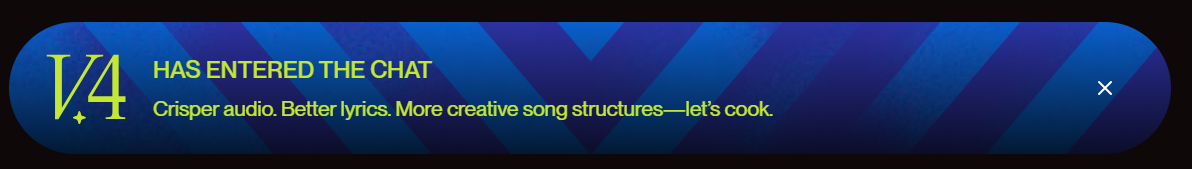 V4
HAS ENTERED THE CHAT
Crisper audio. Better lyrics. More creative song structures—let's cook.